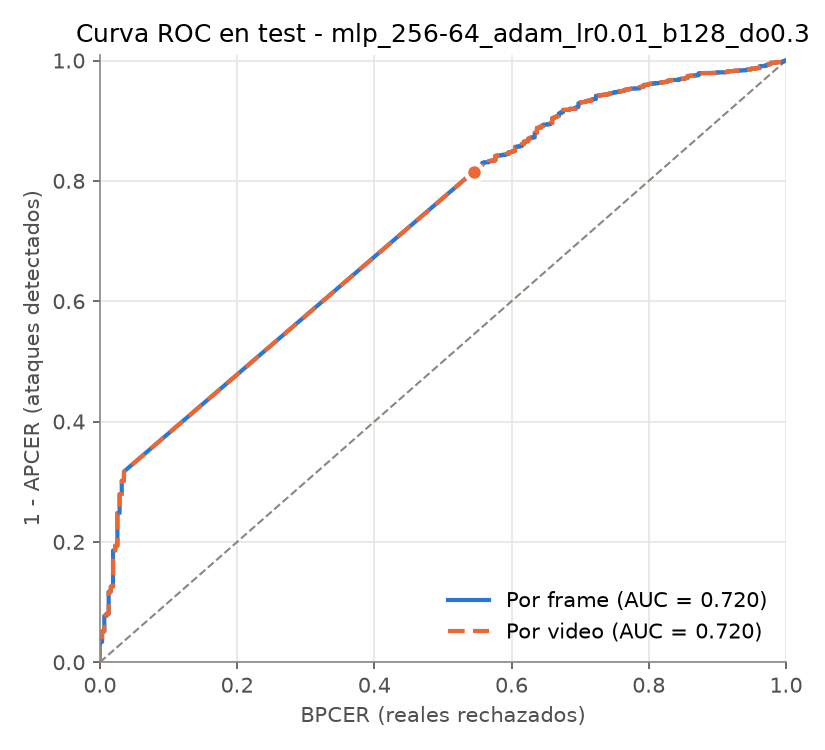 Curva ROC en test - mlp_256-64_adam_lr0.01_b128_do0.3
1.0
0.8
0.6
0.4
0.2
0.0
1 - APCER (ataques detectados)
Por frame (AUC = 0.720)
Por video (AUC = 0.720)
0.0 0.2 0.4 0.6 0.8 1.0
BPCER (reales rechazados)